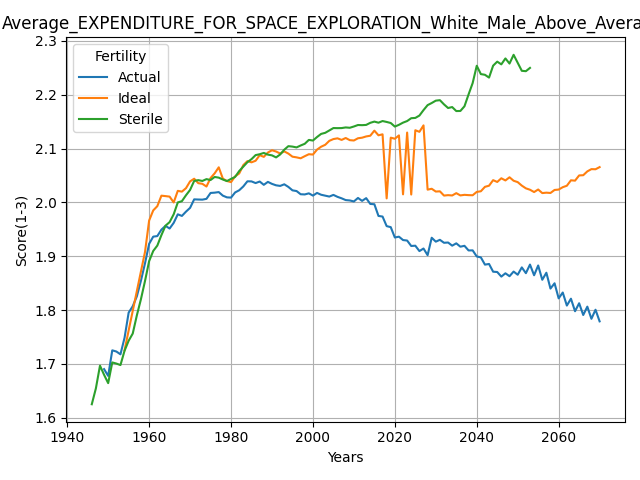 Average_EXPENDITURE_FOR_SPACE_EXPLORATION_White_Male_Above_Avera
Fertility
Actual
Ideal
Sterile
Score(1-3)
2.3
2.2
2.1
2.0
1.9
1.8
1.7
1.6
1940 1960 1980 2000 2020 2040 2060
Years